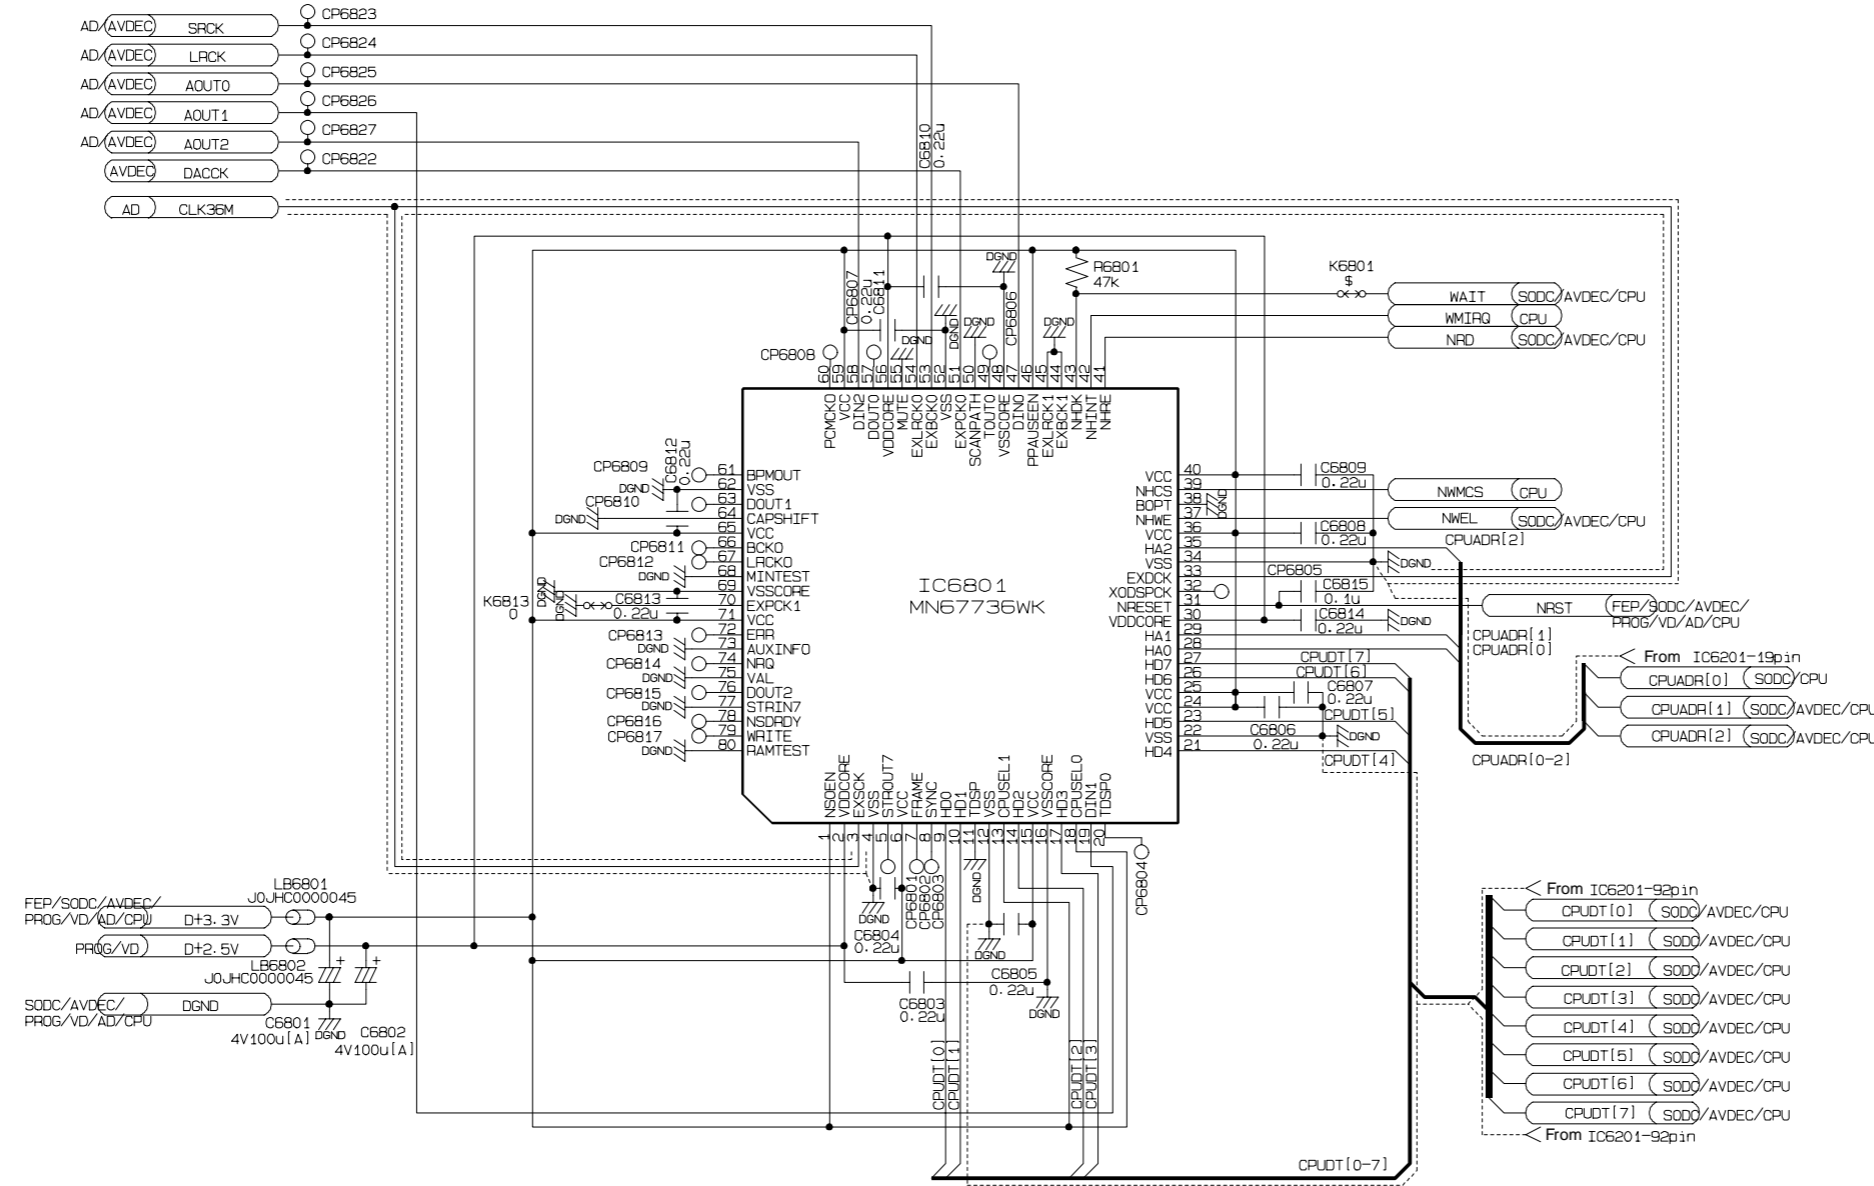 AD/AVDEC SRCK CP6823
AD/AVDEC LRCK CP6824
AD/AVDEC AOUT0 CP6825
AD/AVDEC AOUT1 CP6826
AD/AVDEC AOUT2 CP6827
AVDEC DACCK CP6822
AD CLK36M
C6810
0.22u
CP6807
0.22u
C6811
DGND
DGND
DGND
DGND
DGND
CP6806
R6801
47k
K6801
$
WAIT SODC/AVDEC/CPU
WMIRQ CPU
NRD SODC/AVDEC/CPU
CP6808
60 PCMCKO
59 VCC
58 DIN2
57 DOUT0
56 VDDCORE
55 MUTE
54 EXLRCK0
53 EXBCK0
52 VSS
51 EXPCK0
50 SCANPATH
49 TOUT0
48 VSSCORE
47 DIN0
46 PPAUSEEN
45 EXLRCK1
44 EXBCK1
43 NHDK
42 NHINT
41 NHRE
CP6809
C6812
0.22u
DGND
CP6810
DGND
CP6811
CP6812
DGND
K6813
0
DGND
DGND
C6813
0.22u
CP6813
DGND
CP6814
DGND
CP6815
DGND
CP6816
CP6817
DGND
61 BPMOUT
62 VSS
63 DOUT1
64 CAPSHIFT
65 VCC
66 BCKO
67 LRCKO
68 MINTEST
69 VSSCORE
70 EXPCK1
71 VCC
72 ERR
73 AUXINFO
74 NRQ
75 VAL
76 DOUT2
77 STRIN7
78 NSDRDY
79 WRITE
80 RAMTEST
IC6801
MN67736WK
VCC 40
NHCS 39
BOPT 38
NHWE 37
VCC 36
HA2 35
VSS 34
EXDCK 33
XODSPCK 32
NRESET 31
VDDCORE 30
HA1 29
HA0 28
HD7 27
HD6 26
VCC 25
VCC 24
HD5 23
VSS 22
HD4 21
C6809
0.22u
DGND
NWMCS CPU
NWEL SODC/AVDEC/CPU
C6808
0.22u
CPUADR[2]
DGND
CP6805
C6815
0.1u
C6814
0.22u
DGND
NRST FEP/SODC/AVDEC/
PROG/VD/AD/CPU
CPUADR[1]
CPUADR[0]
CPUDT[7]
CPUDT[6]
C6807
0.22u
CPUDT[5]
C6806
0.22u
DGND
CPUDT[4]
From IC6201-19pin
CPUADR[0] SODC/CPU
CPUADR[1] SODC/AVDEC/CPU
CPUADR[2] SODC/AVDEC/CPU
CPUADR[0-2]
1 NSOEN
2 VDDCORE
3 EXSCK
4 VSS
5 STROUT7
6 VCC
7 FRAME
8 SYNC
9 HD0
10 HD1
11 TDSP
12 VSS
13 CPUSEL1
14 HD2
15 VCC
16 VSSCORE
17 HD3
18 CPUSEL0
19 DIN1
20 TDSPO
CP6801
CP6802
CP6803
CP6804
DGND
C6804
0.22u
DGND
DGND
C6805
0.22u
C6803
0.22u
DGND
FEP/SODC/AVDEC/
PROG/VD/AD/CPU D+3.3V
LB6801
J0JHC0000045
PROG/VD D+2.5V
LB6802
J0JHC0000045
+
+
SODC/AVDEC/
PROG/VD/AD/CPU DGND
C6801
4V100u[A]
DGND
C6802
4V100u[A]
CPUDT[0]
CPUDT[1]
CPUDT[2]
CPUDT[3]
CPUDT[0-7]
From IC6201-92pin
CPUDT[0] SODC/AVDEC/CPU
CPUDT[1] SODC/AVDEC/CPU
CPUDT[2] SODC/AVDEC/CPU
CPUDT[3] SODC/AVDEC/CPU
CPUDT[4] SODC/AVDEC/CPU
CPUDT[5] SODC/AVDEC/CPU
CPUDT[6] SODC/AVDEC/CPU
CPUDT[7] SODC/AVDEC/CPU
From IC6201-92pin